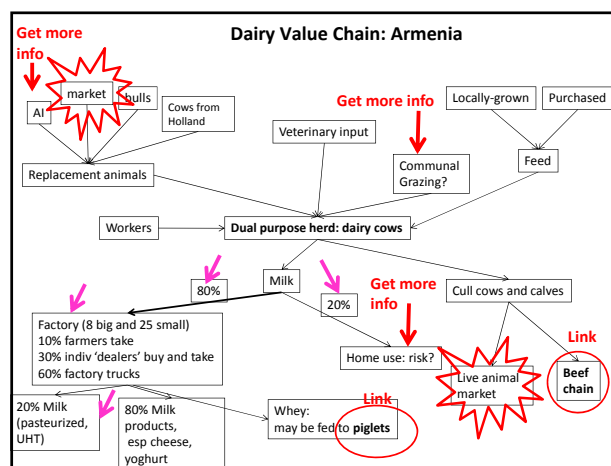 Dairy Value Chain: Armenia
Get more
info
market
bulls
AI
Cows from
Holland
Replacement animals
Veterinary input
Get more info
Communal
Grazing?
Locally-grown
Purchased
Feed
Workers
Dual purpose herd: dairy cows
80%
Milk
20%
Get more
info
Cull cows and calves
Factory (8 big and 25 small)
10% farmers take
30% indiv ‘dealers’ buy and take
60% factory trucks
Home use: risk?
Live animal
market
Link
Beef
chain
20% Milk
(pasteurized,
UHT)
80% Milk
products,
esp cheese,
yoghurt
Link
Whey:
may be fed to piglets